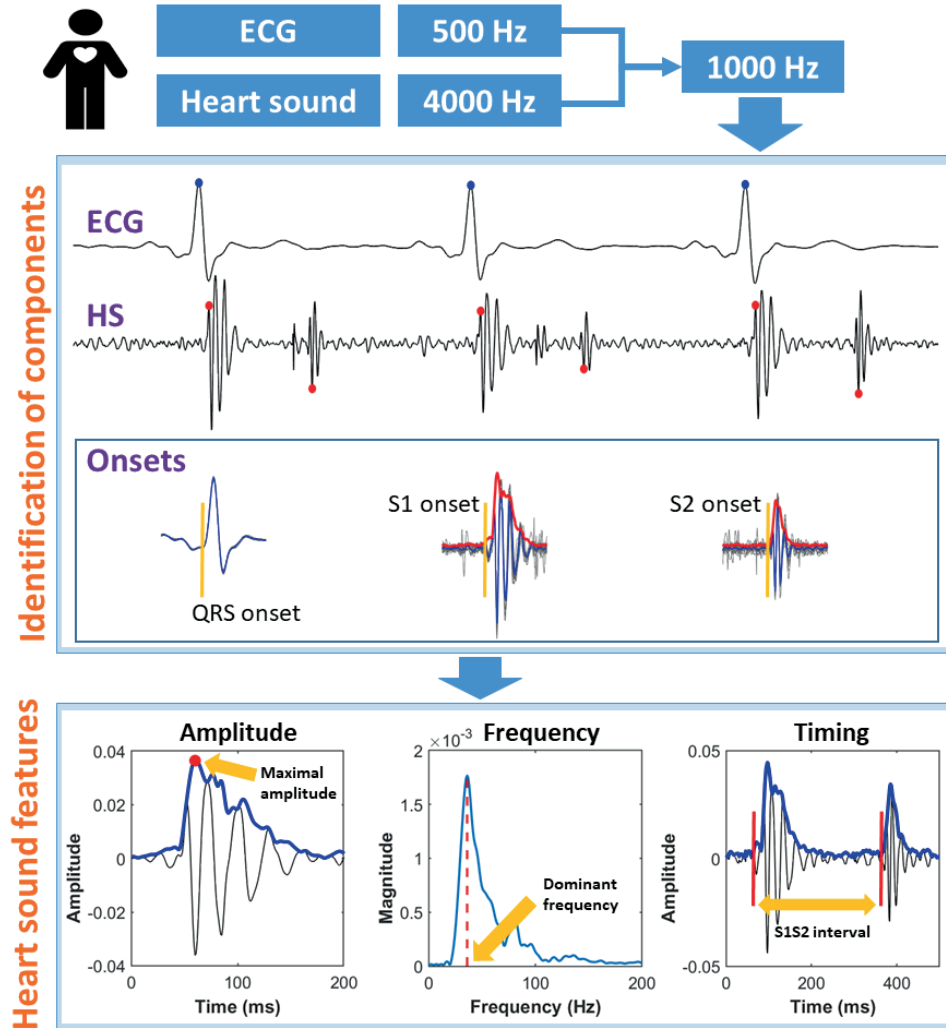 ECG
500 Hz
Heart sound
4000 Hz
1000 Hz
Identification of components
ECG
HS
Onsets
QRS onset
S1 onset
S2 onset
Heart sound features
Amplitude
0.04
0.02
0
-0.02
-0.04
Amplitude
0
100
200
Time (ms)
Maximal
amplitude
Frequency
×10⁻³
2
1.5
1
0.5
0
Magnitude
0
100
200
Frequency (Hz)
Dominant
frequency
Timing
0.05
0
-0.05
Amplitude
0
200
400
Time (ms)
S1S2 interval